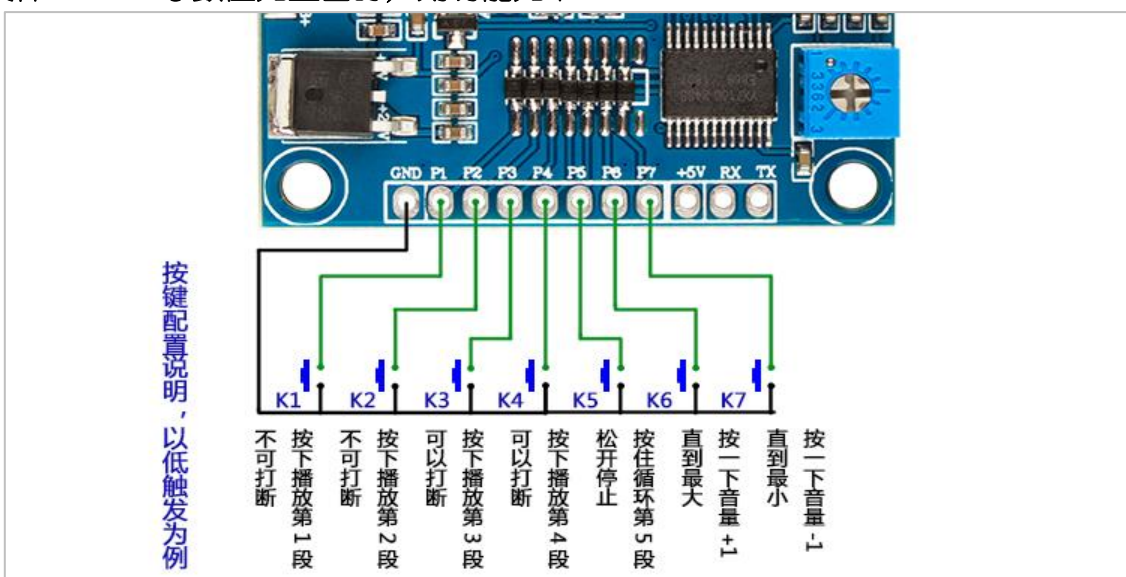 GND P1 P2 P3 P4 P5 P6 P7 +5V RX TX
3362
按键配置说明，以低触发为例
K1 K2 K3 K4 K5 K6 K7
按下播放第1段
不可打断
按下播放第2段
不可打断
按下播放第3段
可以打断
按下播放第4段
可以打断
按住循环第5段
松开停止
按一下音量+1
直到最大
按一下音量-1
直到最小